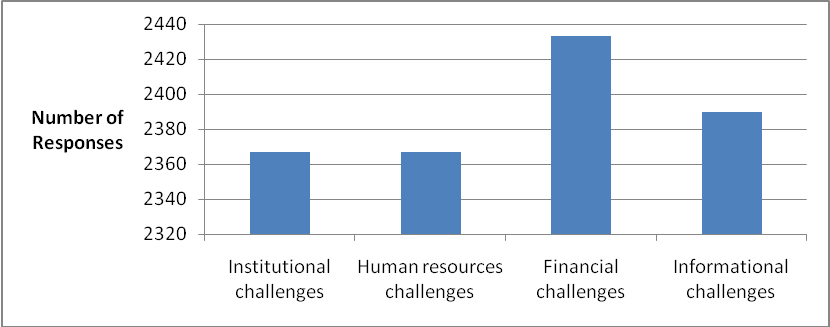 2440
2420
2400
2380
2360
2340
2320
Number of
Responses
Institutional
challenges
Human resources
challenges
Financial
challenges
Informational
challenges